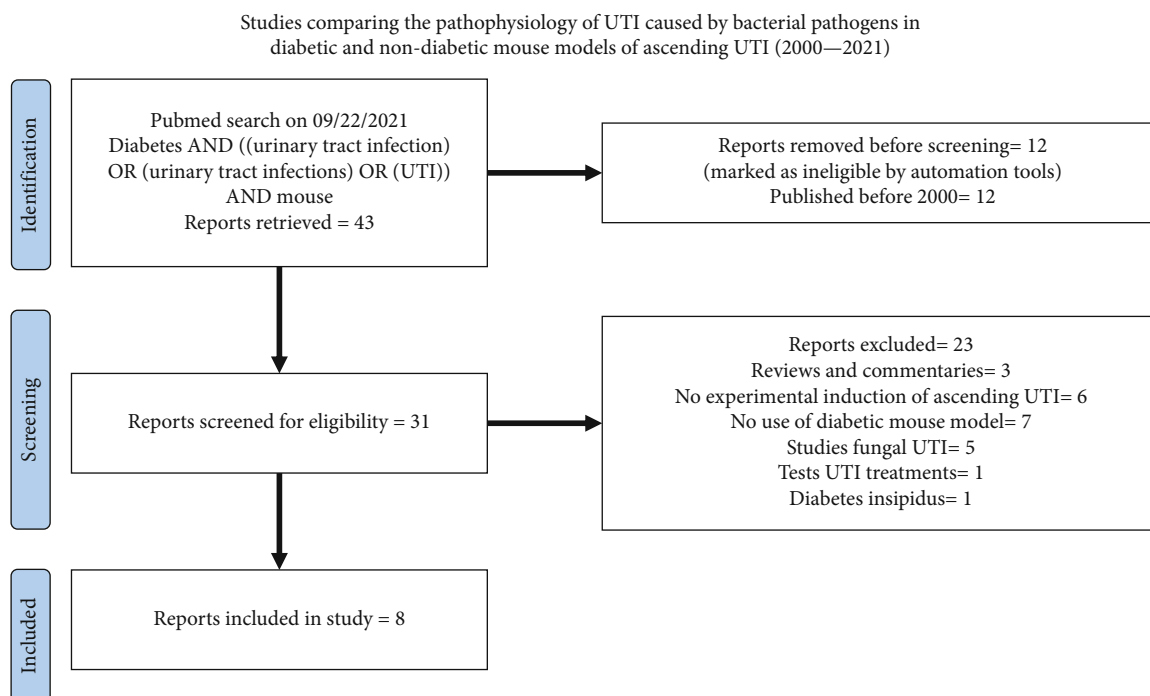 Studies comparing the pathophysiology of UTI caused by bacterial pathogens in
diabetic and non-diabetic mouse models of ascending UTI (2000—2021)
Identification
Pubmed search on 09/22/2021
Diabetes AND ((urinary tract infection)
OR (urinary tract infections) OR (UTI))
AND mouse
Reports retrieved = 43
Reports removed before screening= 12
(marked as ineligible by automation tools)
Published before 2000= 12
Screening
Reports screened for eligibility = 31
Reports excluded= 23
Reviews and commentaries= 3
No experimental induction of ascending UTI= 6
No use of diabetic mouse model= 7
Studies fungal UTI= 5
Tests UTI treatments= 1
Diabetes insipidus= 1
Included
Reports included in study = 8